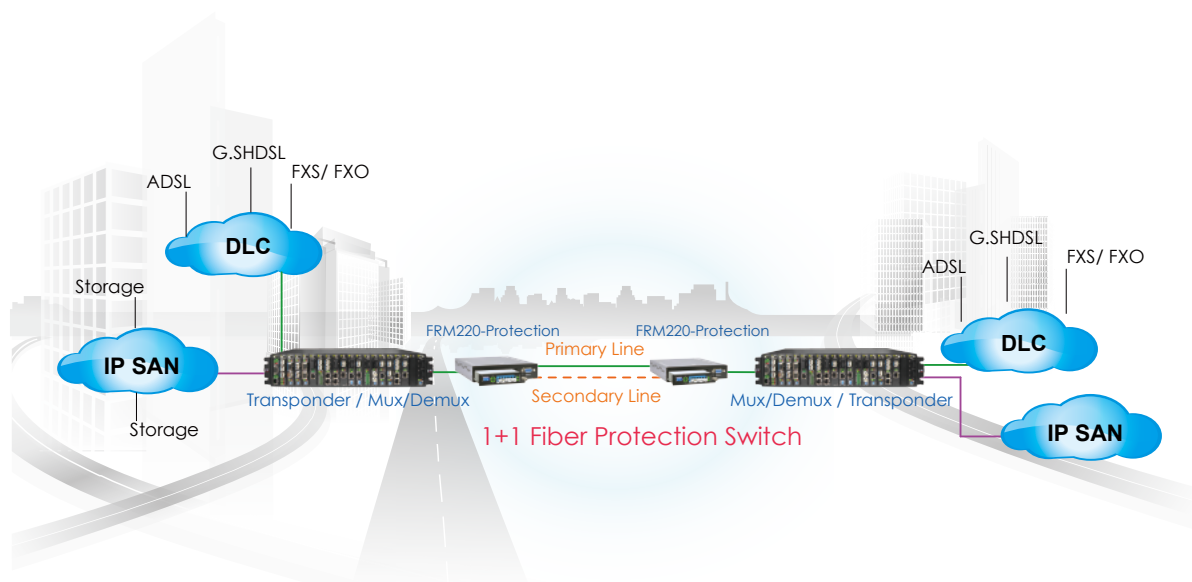 G.SHDSL
ADSL
FXS/ FXO
DLC
Storage
IP SAN
Storage
Transponder / Mux/Demux
FRM220-Protection
FRM220-Protection
Primary Line
Secondary Line
1+1 Fiber Protection Switch
Mux/Demux / Transponder
G.SHDSL
ADSL
FXS/ FXO
DLC
IP SAN